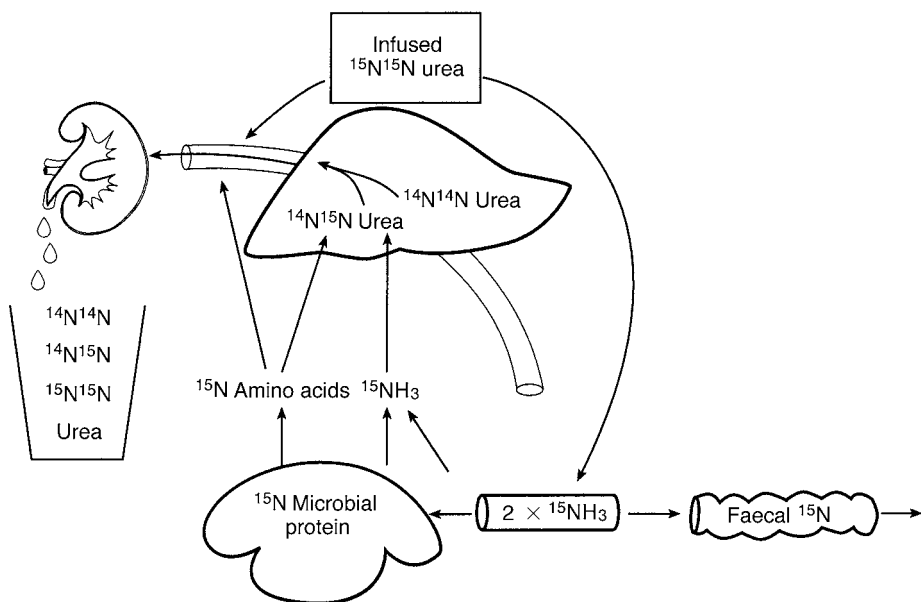 Infused
¹⁵N¹⁵N urea
¹⁴N¹⁴N Urea
¹⁴N¹⁵N Urea
¹⁴N¹⁴N
¹⁴N¹⁵N
¹⁵N¹⁵N
Urea
¹⁵N Amino acids ¹⁵NH₃
¹⁵N Microbial
protein
2 × ¹⁵NH₃
Faecal ¹⁵N